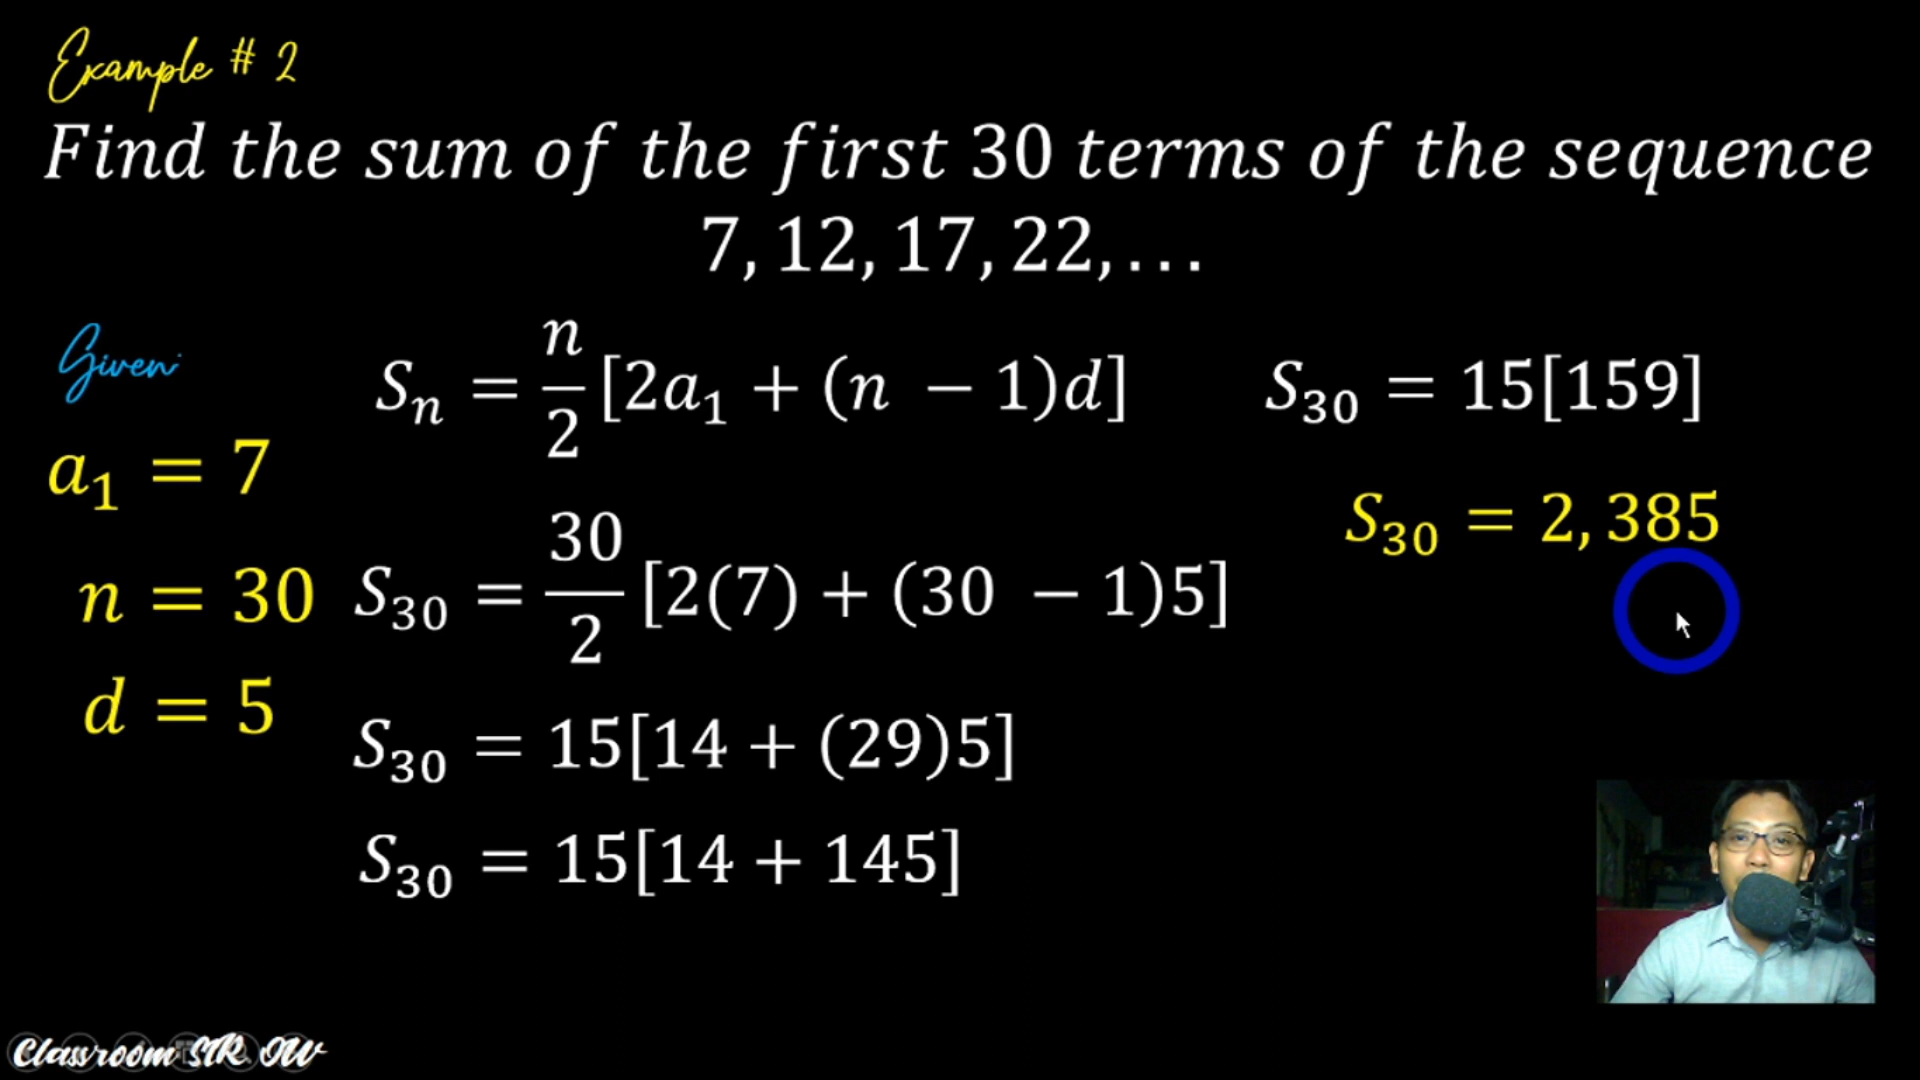 Example # 2
Find the sum of the first 30 terms of the sequence
7, 12, 17, 22, ...
Given:
a₁ = 7
n = 30
d = 5
Sₙ = n/2 [2a₁ + (n − 1)d]
S₃₀ = 30/2 [2(7) + (30 − 1)5]
S₃₀ = 15[14 + (29)5]
S₃₀ = 15[14 + 145]
S₃₀ = 15[159]
S₃₀ = 2,385
Classroom SIR OW